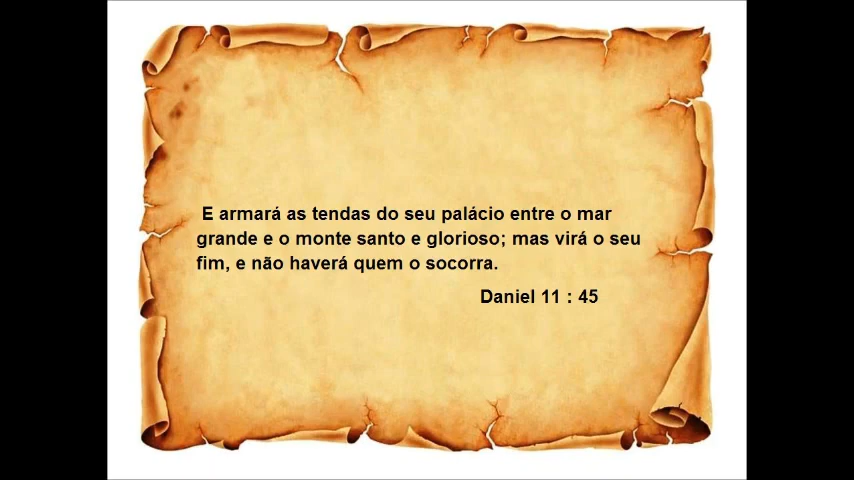 E armará as tendas do seu palácio entre o mar
grande e o monte santo e glorioso; mas virá o seu
fim, e não haverá quem o socorra.
Daniel 11 : 45